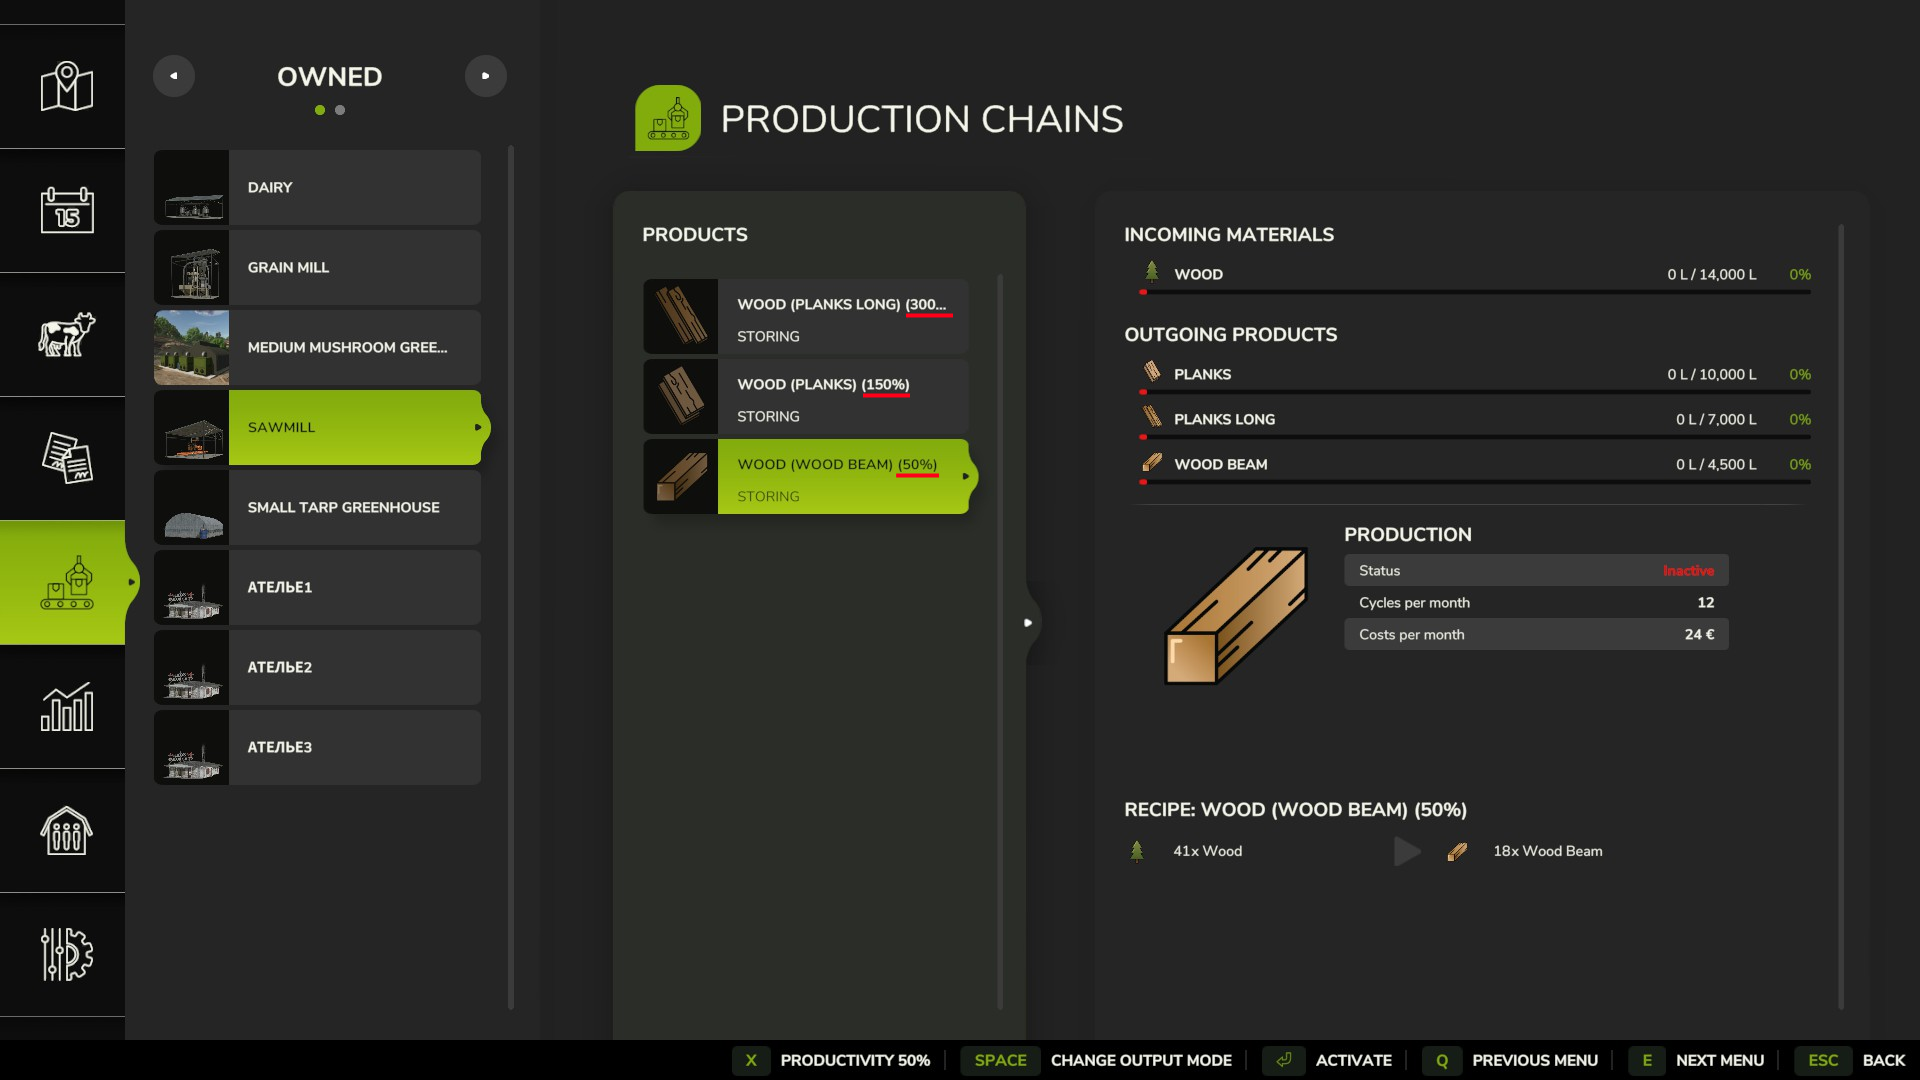 15
OWNED
DAIRY
GRAIN MILL
MEDIUM MUSHROOM GREE...
SAWMILL
SMALL TARP GREENHOUSE
АТЕЛЬЕ1
АТЕЛЬЕ2
АТЕЛЬЕ3
PRODUCTION CHAINS
PRODUCTS
WOOD (PLANKS LONG) (300...
STORING
WOOD (PLANKS) (150%)
STORING
WOOD (WOOD BEAM) (50%)
STORING
INCOMING MATERIALS
WOOD 0 L / 14,000 L 0%
OUTGOING PRODUCTS
PLANKS 0 L / 10,000 L 0%
PLANKS LONG 0 L / 7,000 L 0%
WOOD BEAM 0 L / 4,500 L 0%
PRODUCTION
Status Inactive
Cycles per month 12
Costs per month 24 €
RECIPE: WOOD (WOOD BEAM) (50%)
41x Wood 18x Wood Beam
X PRODUCTIVITY 50% SPACE CHANGE OUTPUT MODE ACTIVATE Q PREVIOUS MENU E NEXT MENU ESC BACK